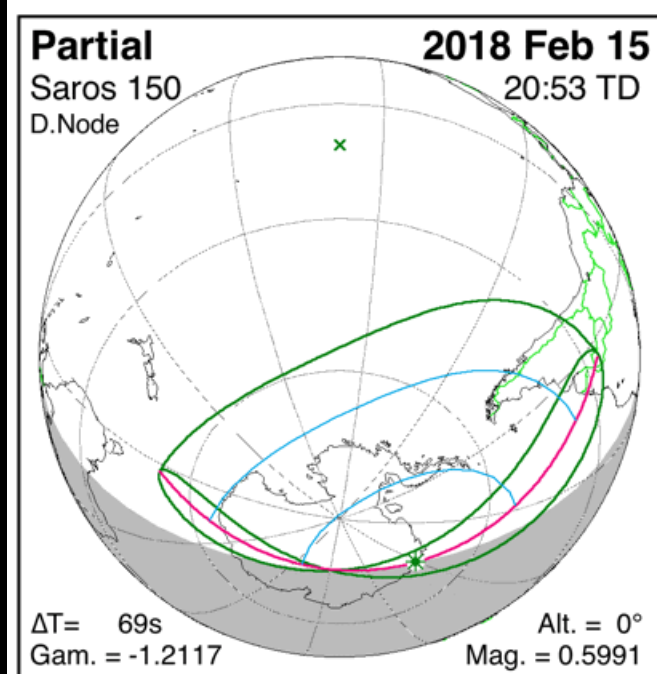 Partial 2018 Feb 15
Saros 150 20:53 TD
D.Node
ΔT= 69s Alt. = 0°
Gam. = -1.2117 Mag. = 0.5991